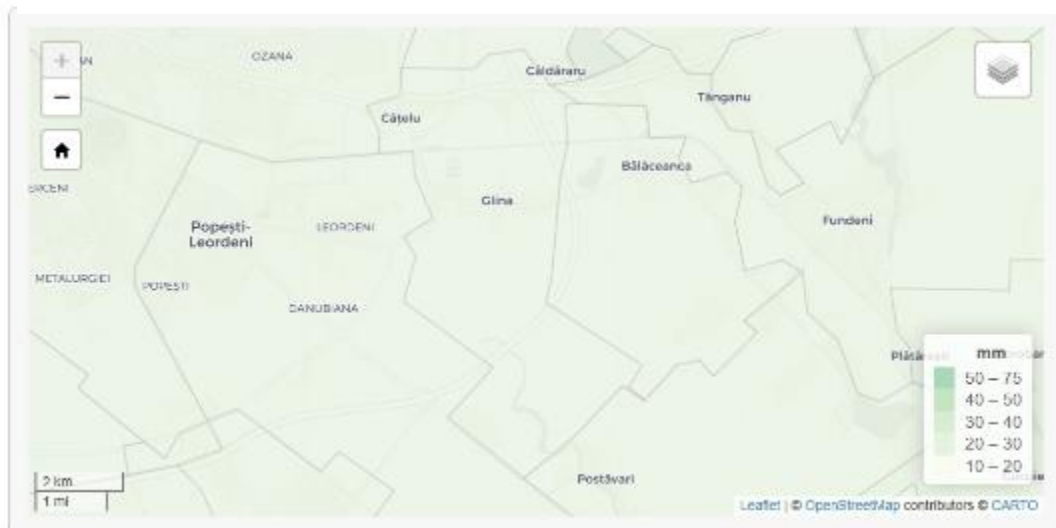 OZANA
Căldăraru
Tânganu
Cățelu
Bălăceanca
Glina
Fundeni
Popești-
Leordeni
LEORDENI
METALURGIEI
POPEȘTI
DANUBIANA
mm
50 – 75
40 – 50
30 – 40
20 – 30
10 – 20
2 km
1 mi
Postăvari
Leaflet | © OpenStreetMap contributors © CARTO